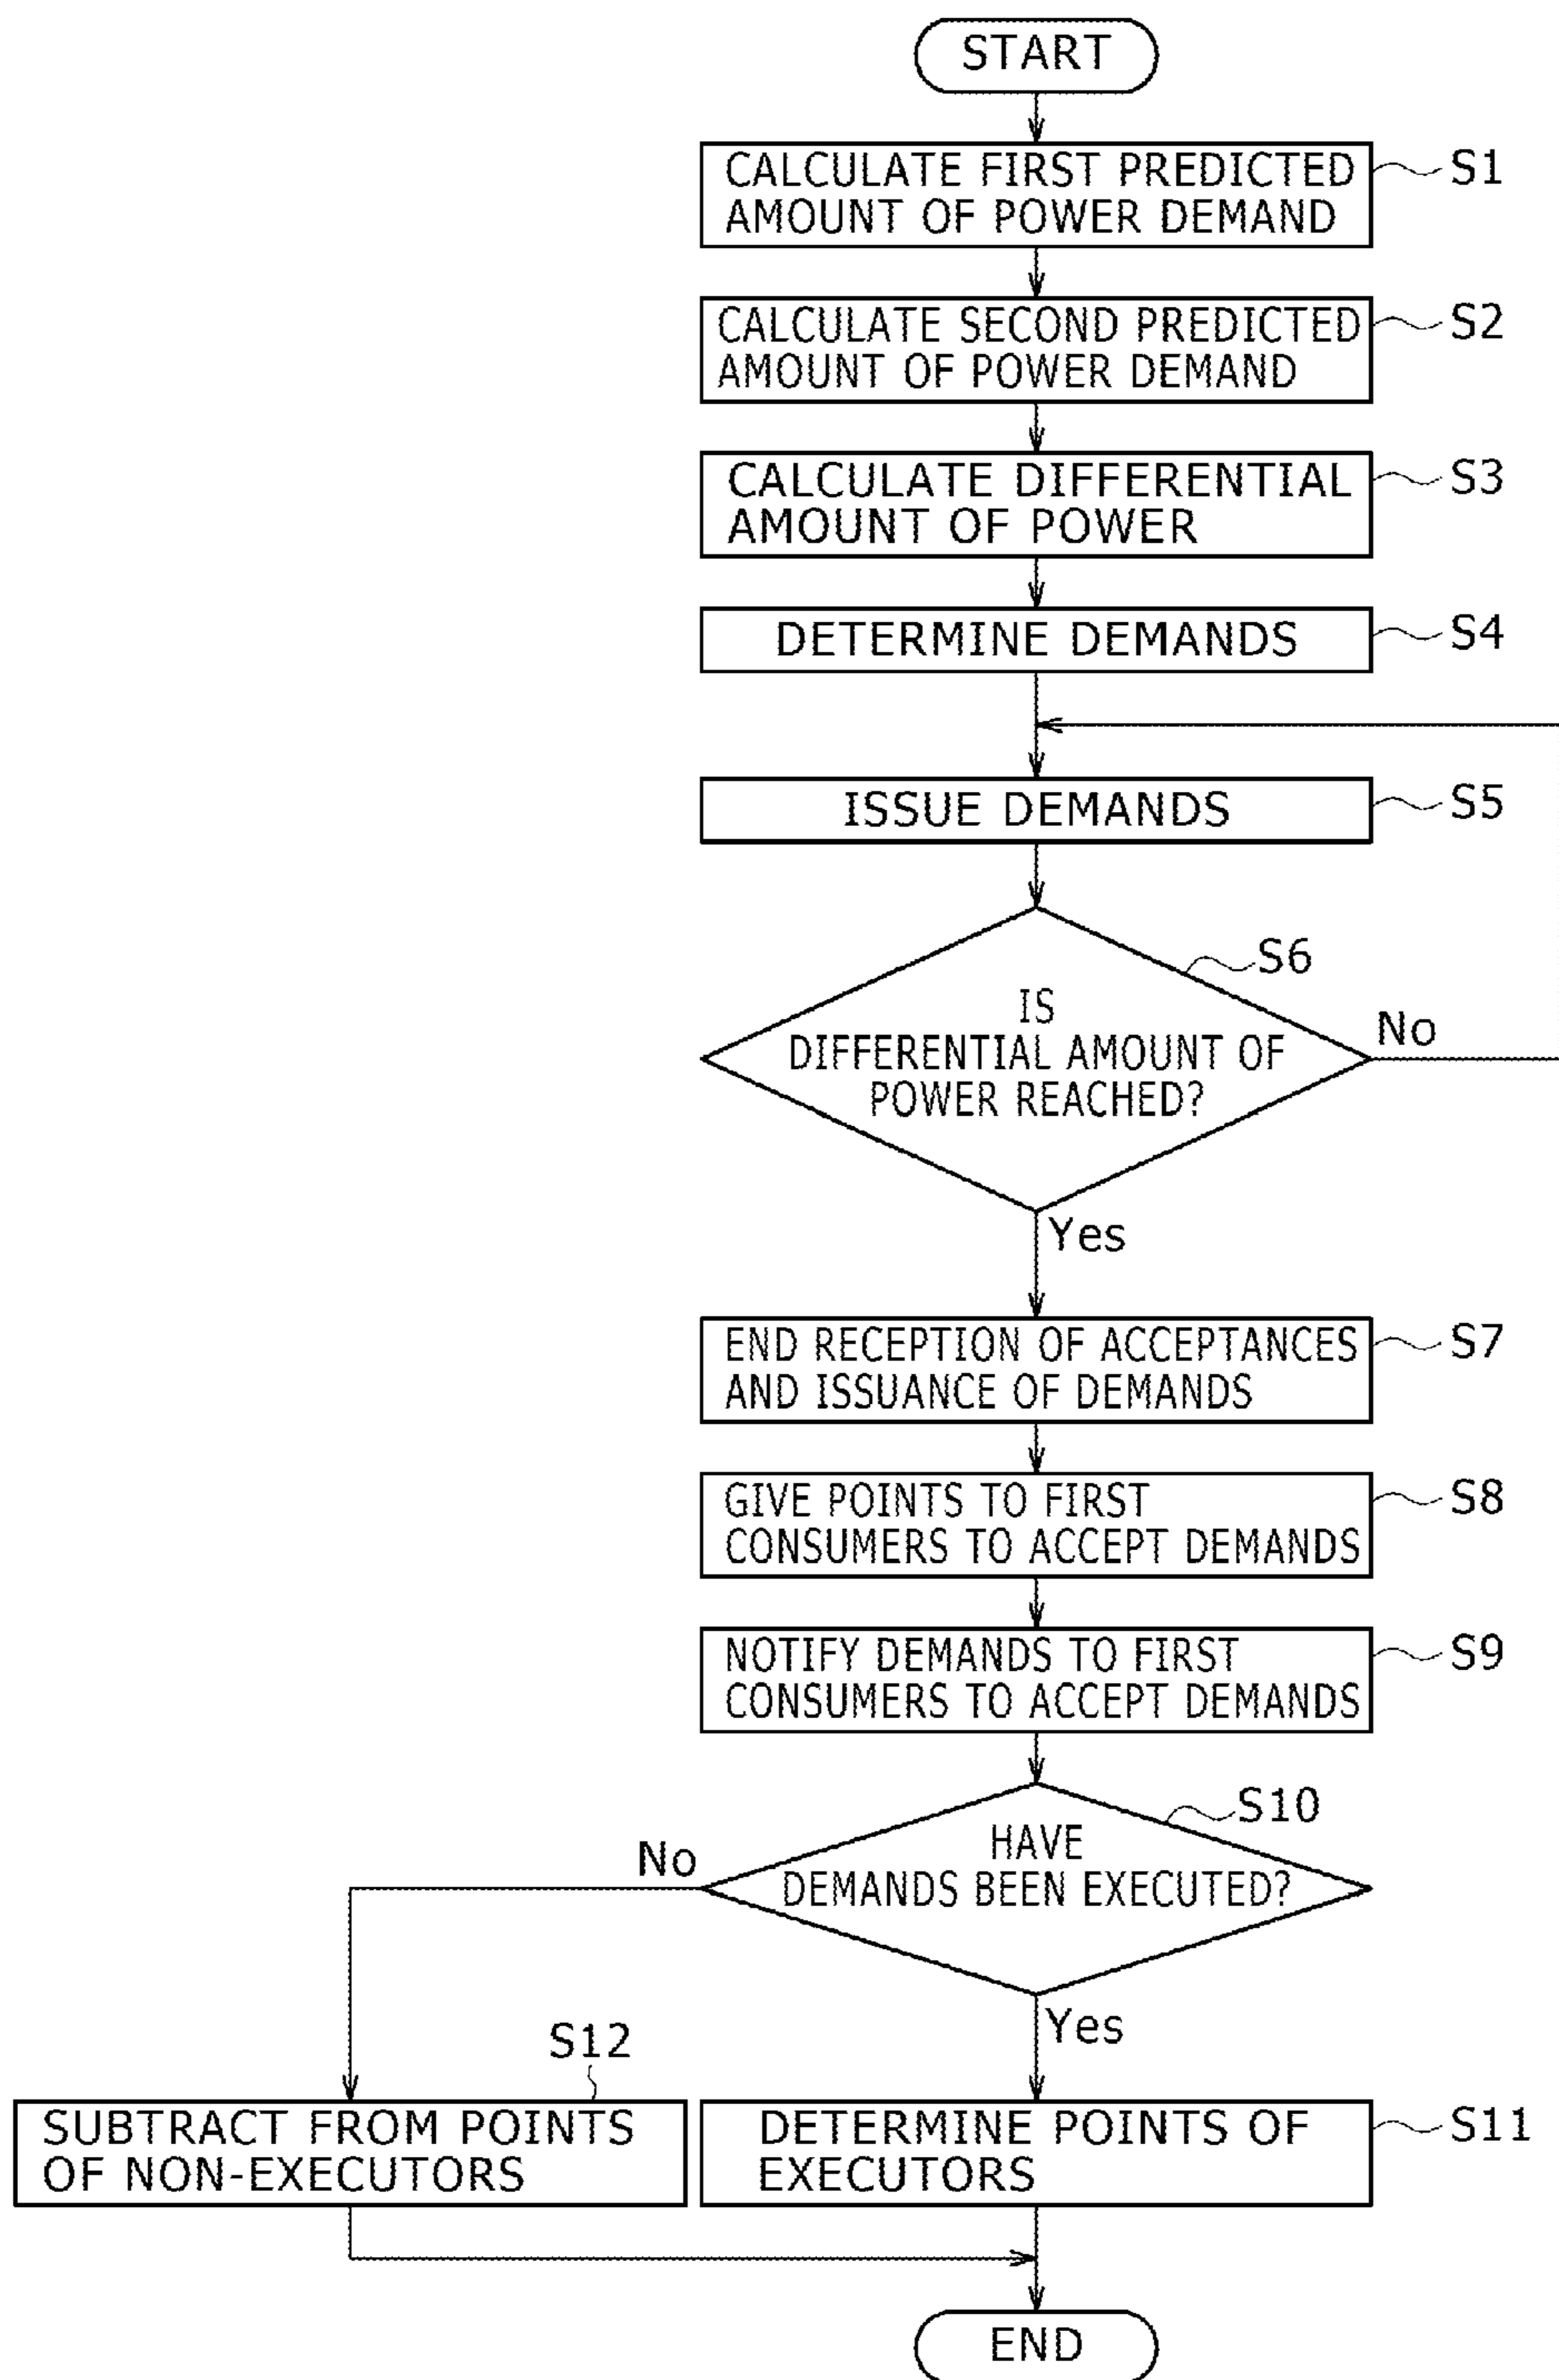 START
CALCULATE FIRST PREDICTED
AMOUNT OF POWER DEMAND
S1
CALCULATE SECOND PREDICTED
AMOUNT OF POWER DEMAND
S2
CALCULATE DIFFERENTIAL
AMOUNT OF POWER
S3
DETERMINE DEMANDS
S4
ISSUE DEMANDS
S5
S6
IS
DIFFERENTIAL AMOUNT OF
POWER REACHED?
No
Yes
END RECEPTION OF ACCEPTANCES
AND ISSUANCE OF DEMANDS
S7
GIVE POINTS TO FIRST
CONSUMERS TO ACCEPT DEMANDS
S8
NOTIFY DEMANDS TO FIRST
CONSUMERS TO ACCEPT DEMANDS
S9
S10
HAVE
DEMANDS BEEN EXECUTED?
No
Yes
S12
SUBTRACT FROM POINTS
OF NON-EXECUTORS
DETERMINE POINTS OF
EXECUTORS
S11
END